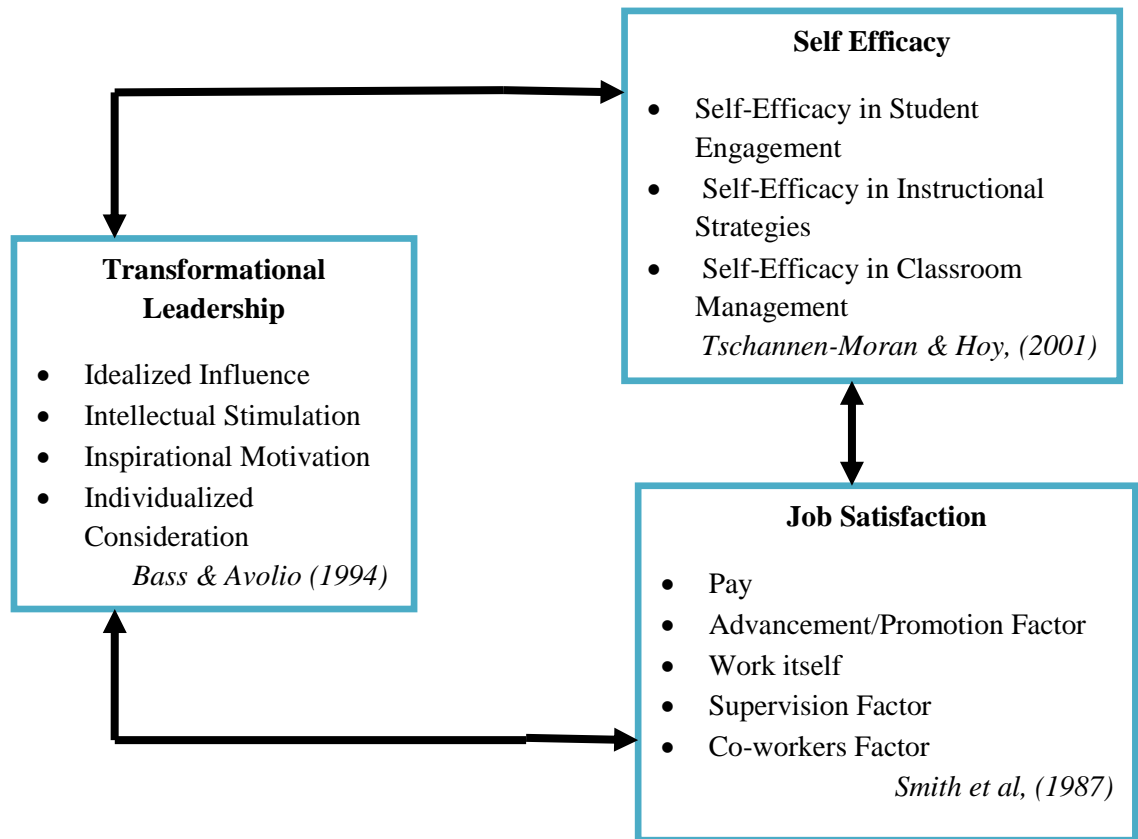 Self Efficacy
• Self-Efficacy in Student
Engagement
• Self-Efficacy in Instructional
Strategies
• Self-Efficacy in Classroom
Management
Tschannen-Moran & Hoy, (2001)
Transformational
Leadership
• Idealized Influence
• Intellectual Stimulation
• Inspirational Motivation
• Individualized
Consideration
Bass & Avolio (1994)
Job Satisfaction
• Pay
• Advancement/Promotion Factor
• Work itself
• Supervision Factor
• Co-workers Factor
Smith et al, (1987)